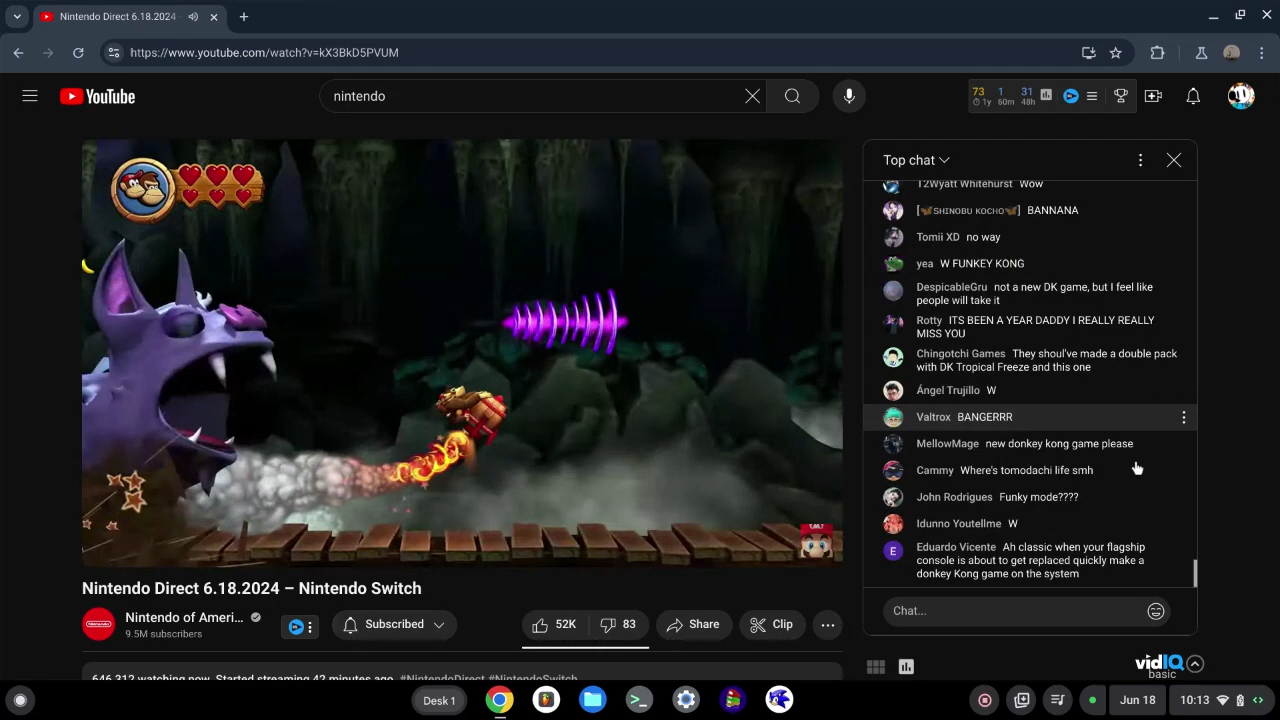 Nintendo Direct 6.18.2024
https://www.youtube.com/watch?v=kX3BkD5PVUM
YouTube
nintendo
73 1 31
1y 60m 48h
Top chat
T2Wyatt Whitehurst Wow
[🦋SHINOBU KOCHO🦋] BANNANA
Tomii XD no way
yea W FUNKEY KONG
DespicableGru not a new DK game, but I feel like
people will take it
Rotty ITS BEEN A YEAR DADDY I REALLY REALLY
MISS YOU
Chingotchi Games They shoul've made a double pack
with DK Tropical Freeze and this one
Ángel Trujillo W
Valtrox BANGERRR
MellowMage new donkey kong game please
Cammy Where's tomodachi life smh
John Rodrigues Funky mode????
Idunno Youtellme W
E
Eduardo Vicente Ah classic when your flagship
console is about to get replaced quickly make a
donkey Kong game on the system
Chat...
Nintendo Direct 6.18.2024 – Nintendo Switch
Nintendo of Ameri...
9.5M subscribers
Subscribed
52K
83
Share
Clip
646,312 watching now Started streaming 42 minutes ago #NintendoDirect #NintendoSwitch
vidIQ
basic
Desk 1
Jun 18
10:13